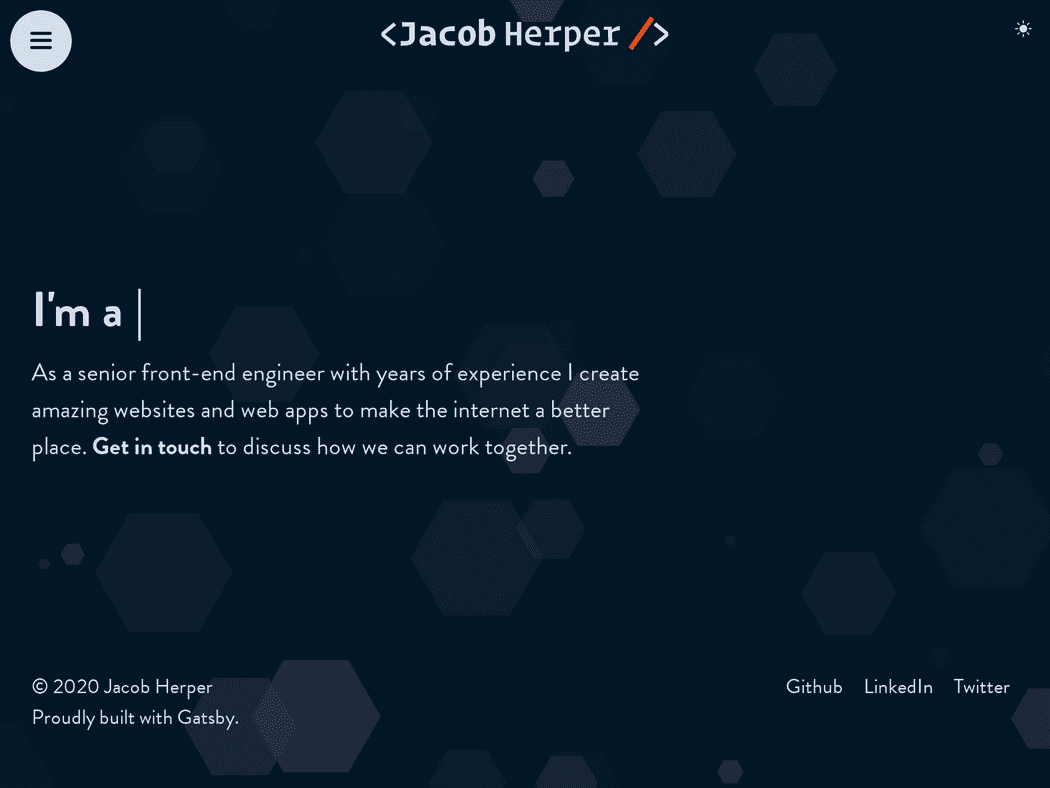 <Jacob Herper />
I'm a |
As a senior front-end engineer with years of experience I create
amazing websites and web apps to make the internet a better
place. Get in touch to discuss how we can work together.
© 2020 Jacob Herper
Github LinkedIn Twitter
Proudly built with Gatsby.